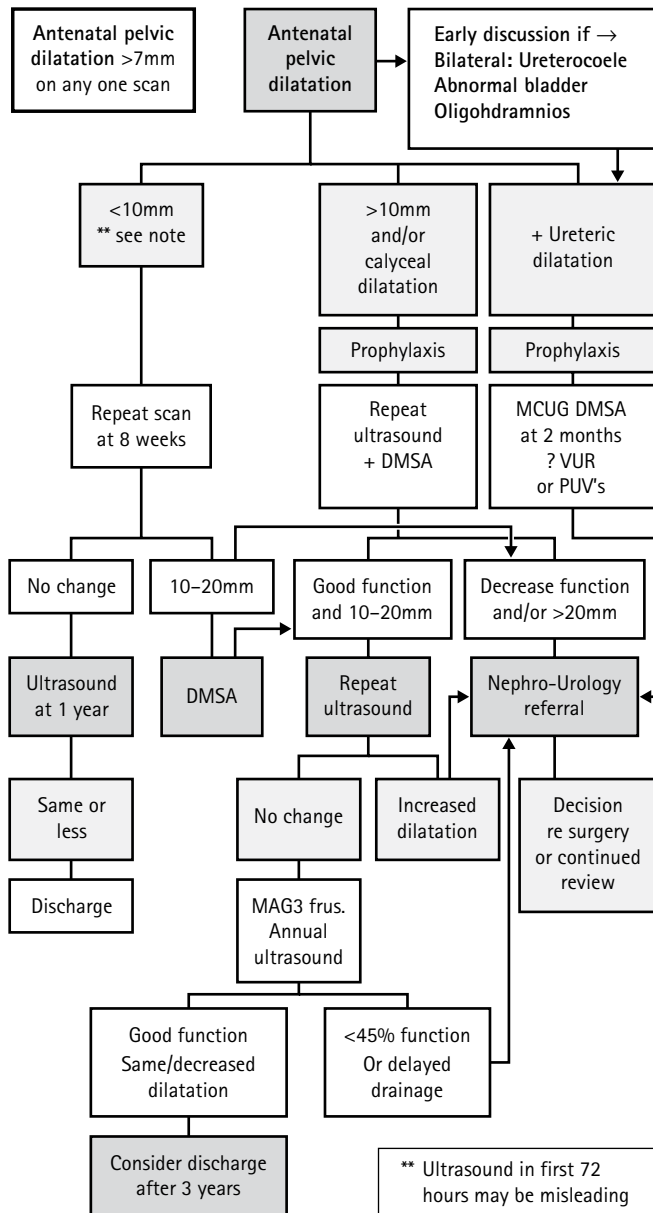 Antenatal pelvic
dilatation >7mm
on any one scan
Antenatal
pelvic
dilatation
Early discussion if →
Bilateral: Ureterocoele
Abnormal bladder
Oligohdramnios
<10mm
** see note
>10mm
and/or
calyceal
dilatation
+ Ureteric
dilatation
Prophylaxis
Prophylaxis
Repeat scan
at 8 weeks
Repeat
ultrasound
+ DMSA
MCUG DMSA
at 2 months
? VUR
or PUV's
No change
10–20mm
Good function
and 10–20mm
Decrease function
and/or >20mm
Ultrasound
at 1 year
DMSA
Repeat
ultrasound
Nephro-Urology
referral
Same or
less
No change
Increased
dilatation
Decision
re surgery
or continued
review
Discharge
MAG3 frus.
Annual
ultrasound
Good function
Same/decreased
dilatation
<45% function
Or delayed
drainage
Consider discharge
after 3 years
** Ultrasound in first 72
hours may be misleading